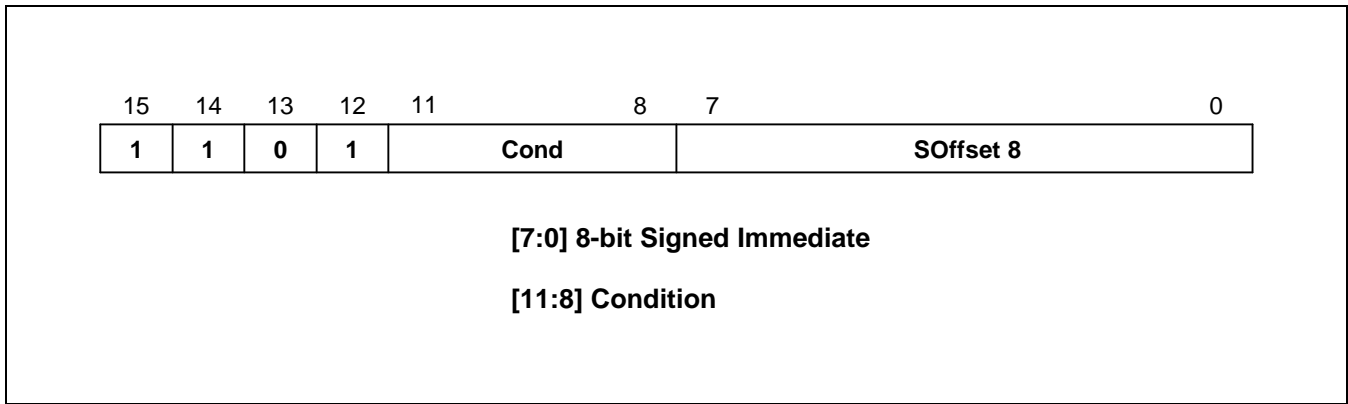 15 14 13 12 11 8 7 0
1 1 0 1 Cond SOffset 8
[7:0] 8-bit Signed Immediate
[11:8] Condition